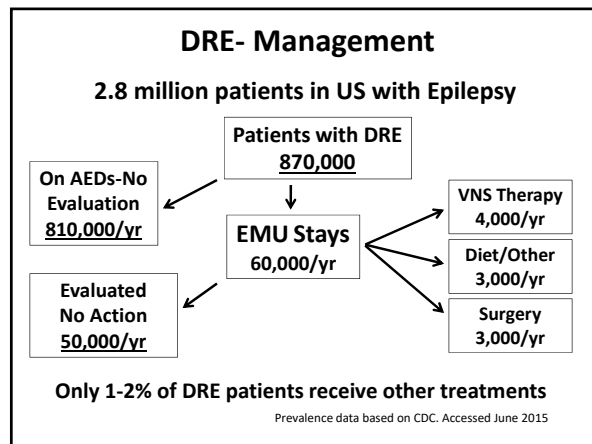 DRE- Management
2.8 million patients in US with Epilepsy
Patients with DRE
870,000
On AEDs-No
Evaluation
810,000/yr
EMU Stays
60,000/yr
Evaluated
No Action
50,000/yr
VNS Therapy
4,000/yr
Diet/Other
3,000/yr
Surgery
3,000/yr
Only 1-2% of DRE patients receive other treatments
Prevalence data based on CDC. Accessed June 2015